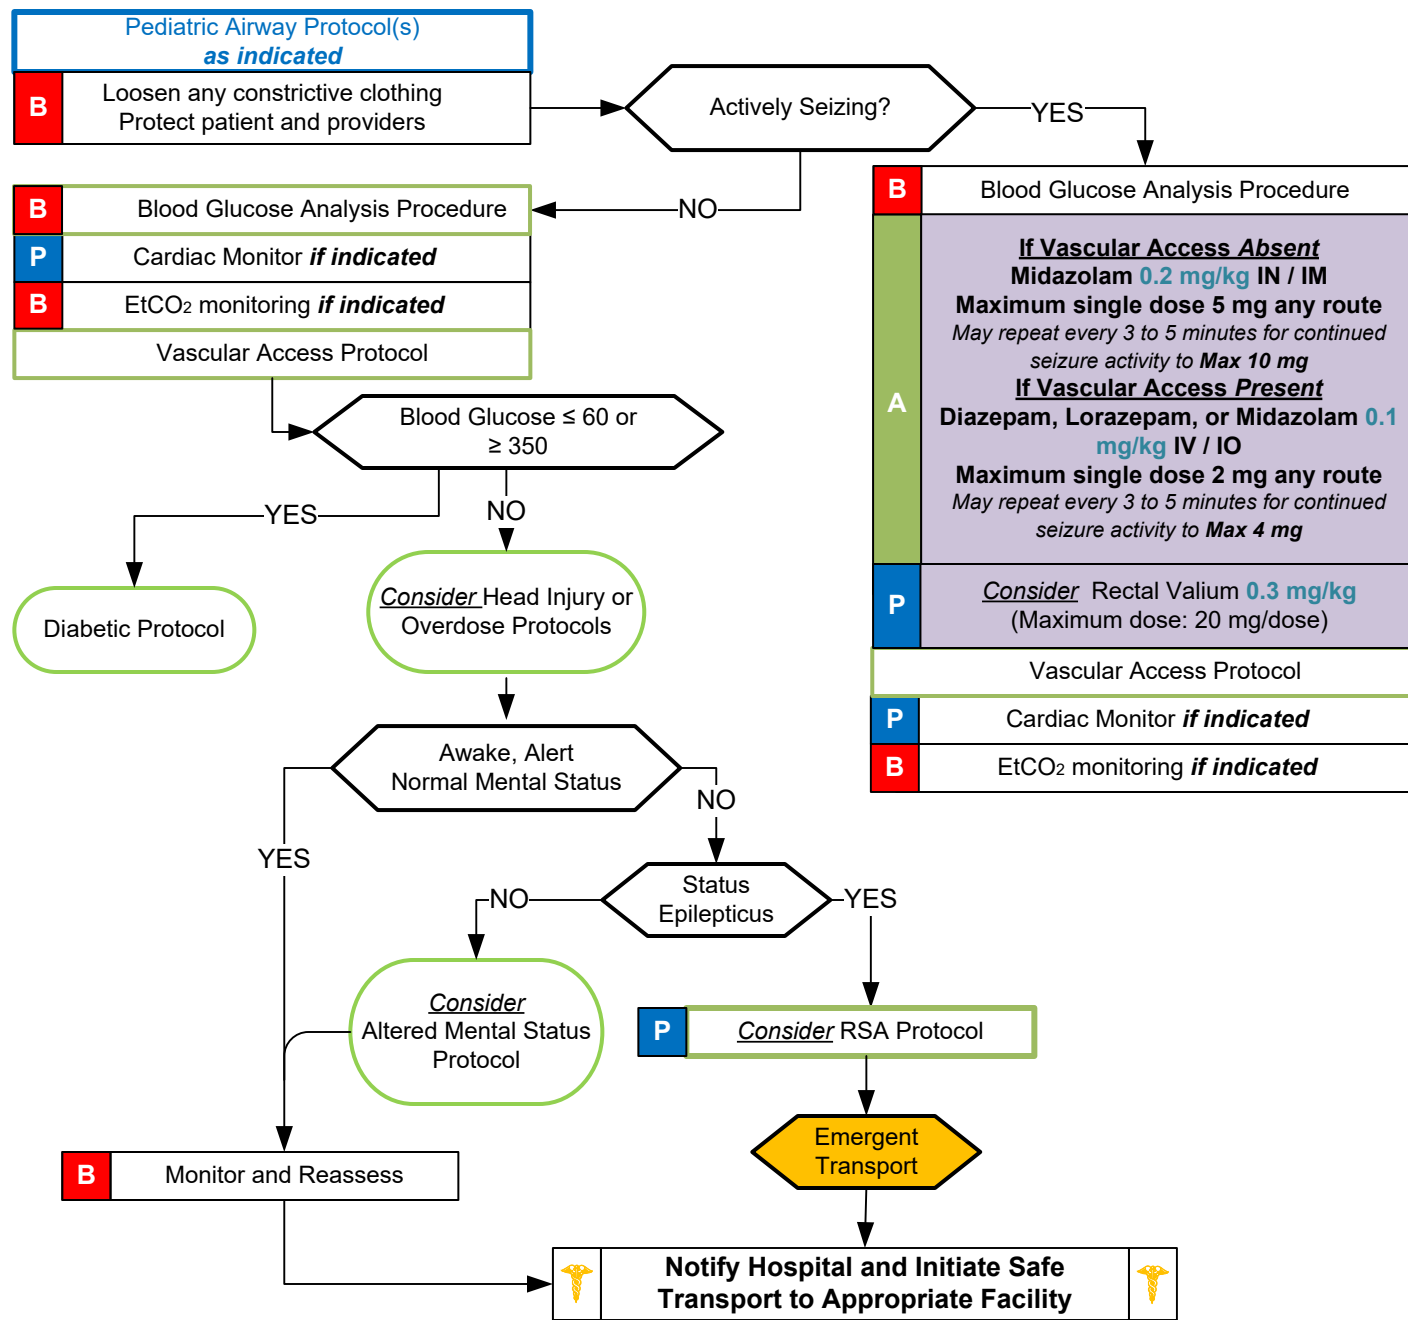 Pediatric Airway Protocol(s)
as indicated
B
Loosen any constrictive clothing
Protect patient and providers
Actively Seizing?
YES
NO
B
Blood Glucose Analysis Procedure
P
Cardiac Monitor if indicated
B
EtCO2 monitoring if indicated
Vascular Access Protocol
Blood Glucose ≤ 60 or
≥ 350
YES
NO
Diabetic Protocol
Consider Head Injury or
Overdose Protocols
Awake, Alert
Normal Mental Status
YES
NO
Status
Epilepticus
NO
YES
Consider
Altered Mental Status
Protocol
P
Consider RSA Protocol
Emergent
Transport
B
Monitor and Reassess
Notify Hospital and Initiate Safe
Transport to Appropriate Facility
B
Blood Glucose Analysis Procedure
A
If Vascular Access Absent
Midazolam 0.2 mg/kg IN / IM
Maximum single dose 5 mg any route
May repeat every 3 to 5 minutes for continued
seizure activity to Max 10 mg
If Vascular Access Present
Diazepam, Lorazepam, or Midazolam 0.1
mg/kg IV / IO
Maximum single dose 2 mg any route
May repeat every 3 to 5 minutes for continued
seizure activity to Max 4 mg
P
Consider Rectal Valium 0.3 mg/kg
(Maximum dose: 20 mg/dose)
Vascular Access Protocol
P
Cardiac Monitor if indicated
B
EtCO2 monitoring if indicated